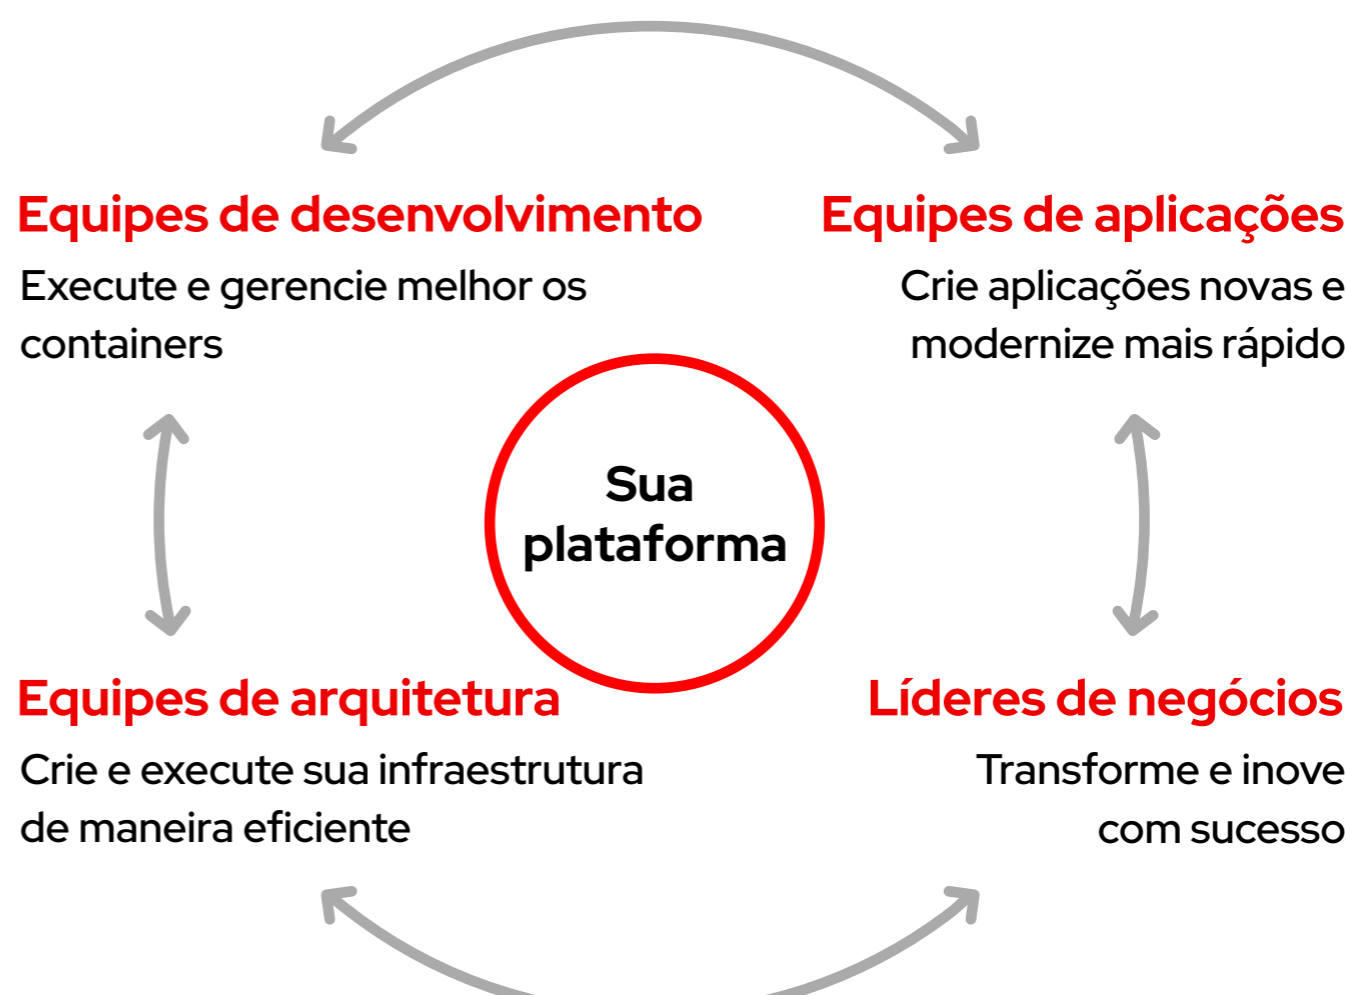 Equipes de desenvolvimento
Execute e gerencie melhor os
containers
Equipes de aplicações
Crie aplicações novas e
modernize mais rápido
Sua
plataforma
Equipes de arquitetura
Crie e execute sua infraestrutura
de maneira eficiente
Líderes de negócios
Transforme e inove
com sucesso